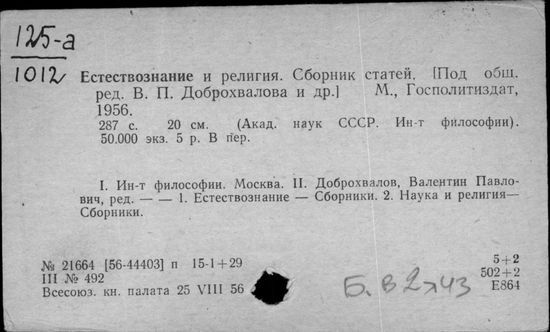 125-а
1012
Естествознание и религия. Сборник статей. [Под общ.
ред. В. П. Доброхвалова и др.] М., Госполитиздат,
1956.
287 с. 20 см. (Акад. наук СССР. Ин-т философии).
50.000 экз. 5 р. В пер.
I. Ин-т философии. Москва. II. Доброхвалов, Валентин Павло-
вич, ред. — — 1. Естествознание — Сборники. 2. Наука и религия—
Сборники.
№ 21664 [56-44403] п 15-1+29
III № 492
Всесоюз. кн. палата 25 VIII 56
5+2
502+2
Е864
Б. В 2я43